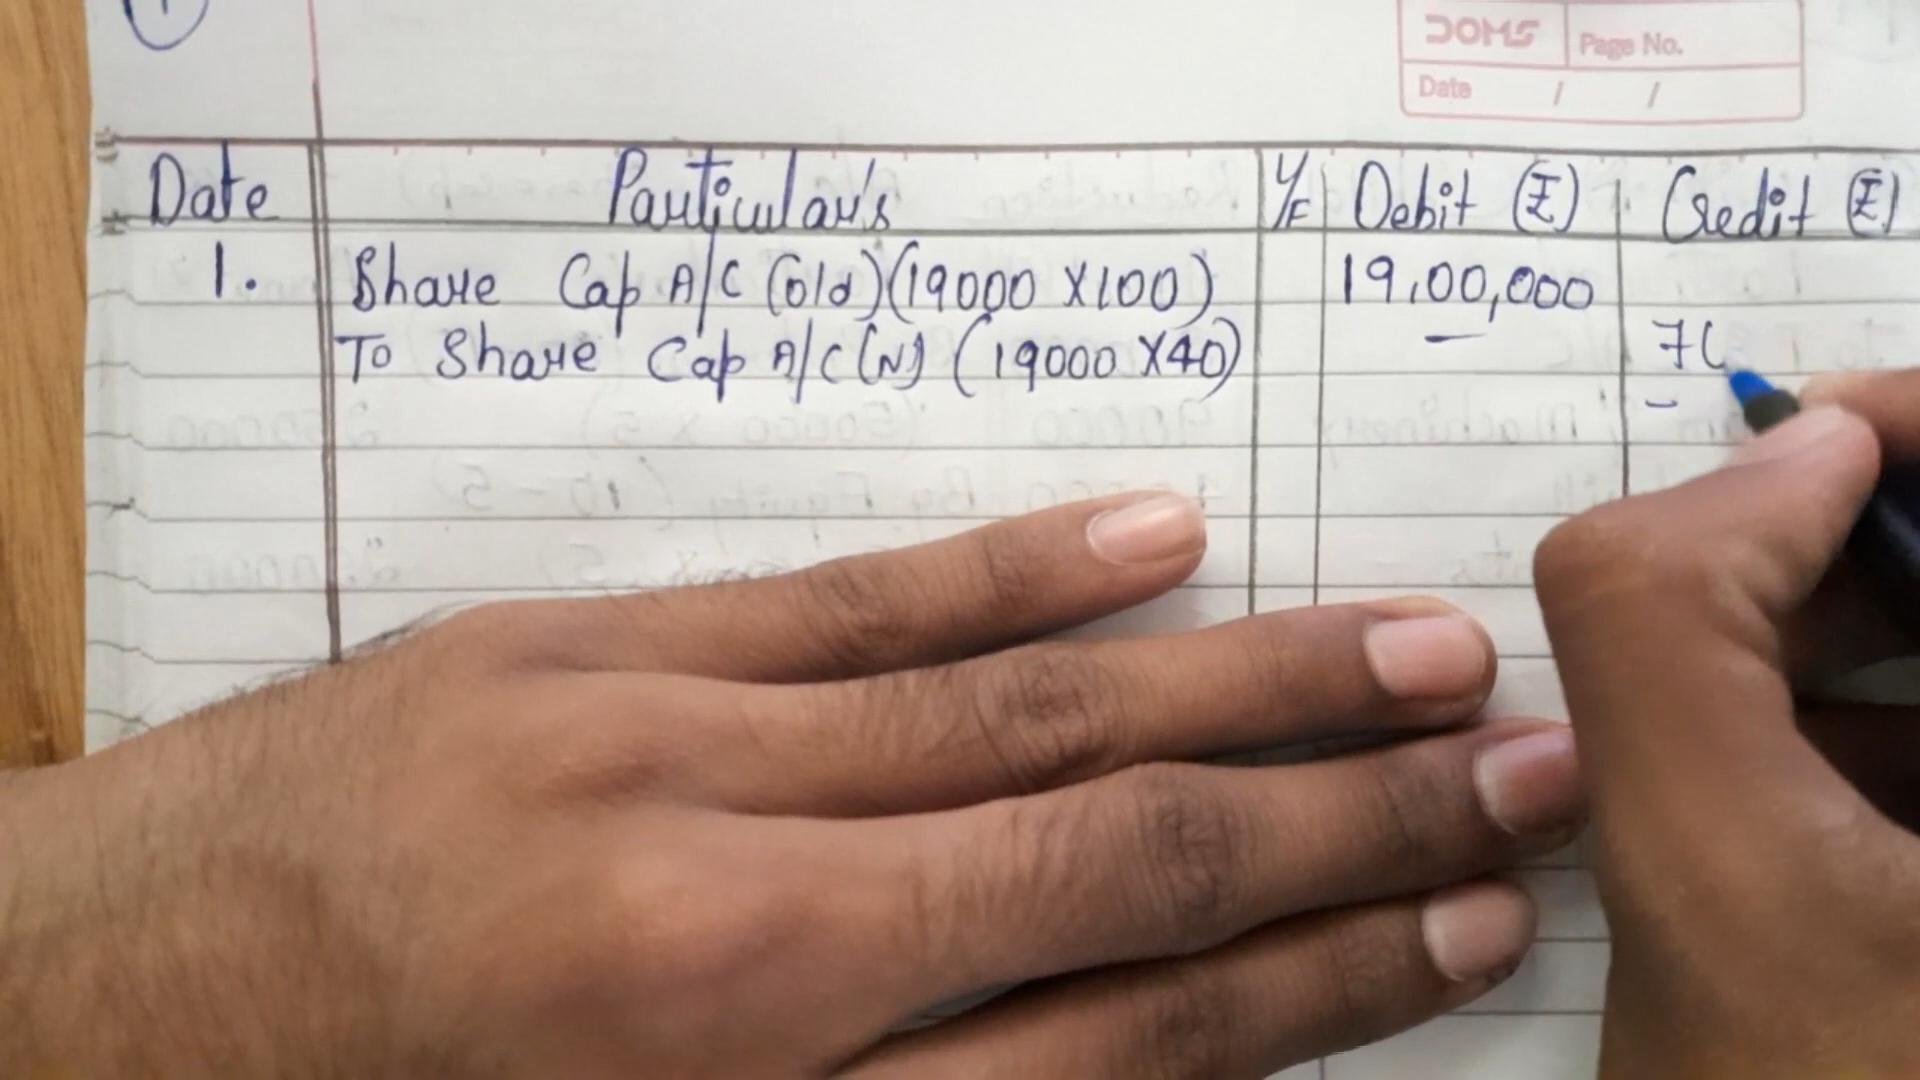 DOMS Page No.
Date / /
Date Particulars Y/F Debit (₹) Credit (₹)
1. Share Cap A/C (old) (19000 X100) 19,00,000
To Share Cap A/C (N) (19000 X40) 7